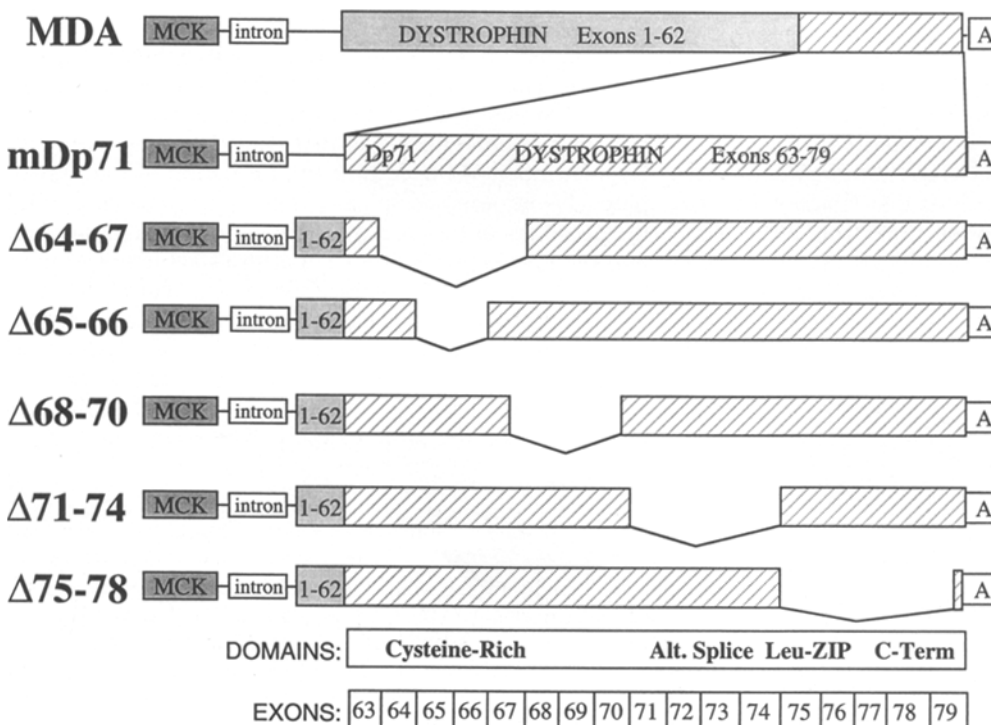 MDA MCK intron DYSTROPHIN Exons 1-62 A
mDp71 MCK intron Dp71 DYSTROPHIN Exons 63-79 A
Δ64-67 MCK intron 1-62 A
Δ65-66 MCK intron 1-62 A
Δ68-70 MCK intron 1-62 A
Δ71-74 MCK intron 1-62 A
Δ75-78 MCK intron 1-62 A
DOMAINS: Cysteine-Rich Alt. Splice Leu-ZIP C-Term
EXONS: 63 64 65 66 67 68 69 70 71 72 73 74 75 76 77 78 79